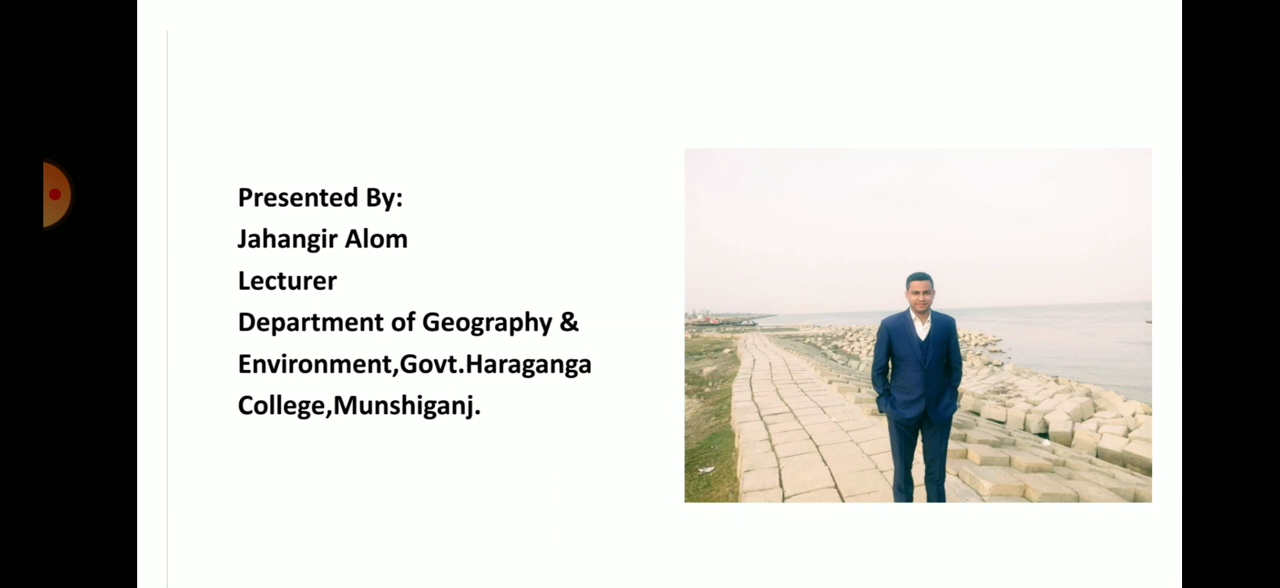 Presented By:
Jahangir Alom
Lecturer
Department of Geography &
Environment,Govt.Haraganga
College,Munshiganj.